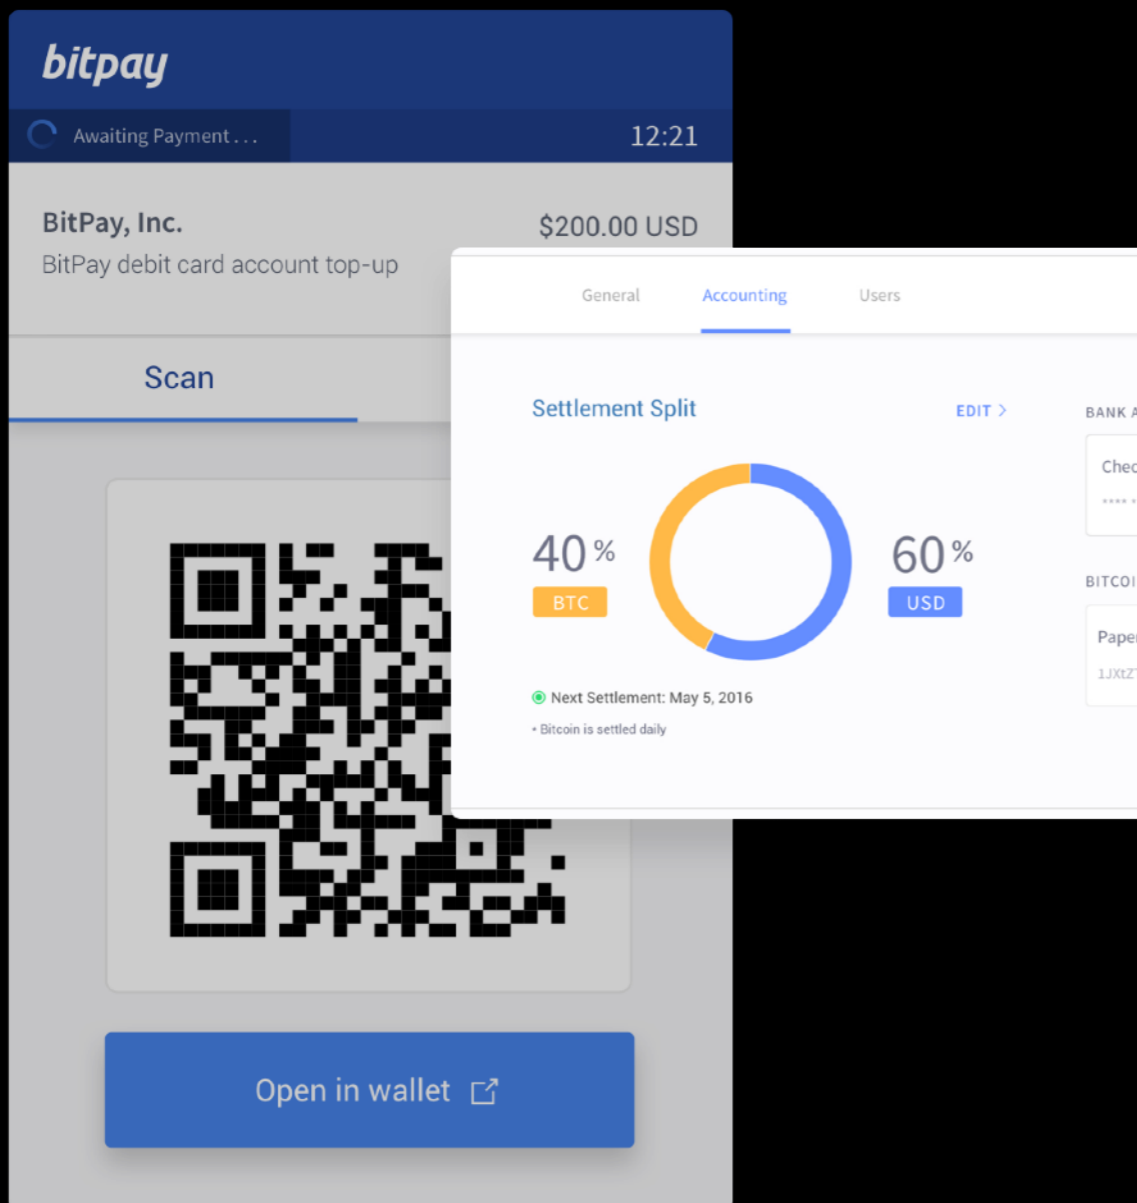 bitpay
Awaiting Payment . . .
12:21
BitPay, Inc.
$200.00 USD
BitPay debit card account top-up
Scan
General
Accounting
Users
Settlement Split
EDIT >
40 %
BTC
60 %
USD
Next Settlement: May 5, 2016
• Bitcoin is settled daily
BANK
**** 
1JXtZ
Open in wallet